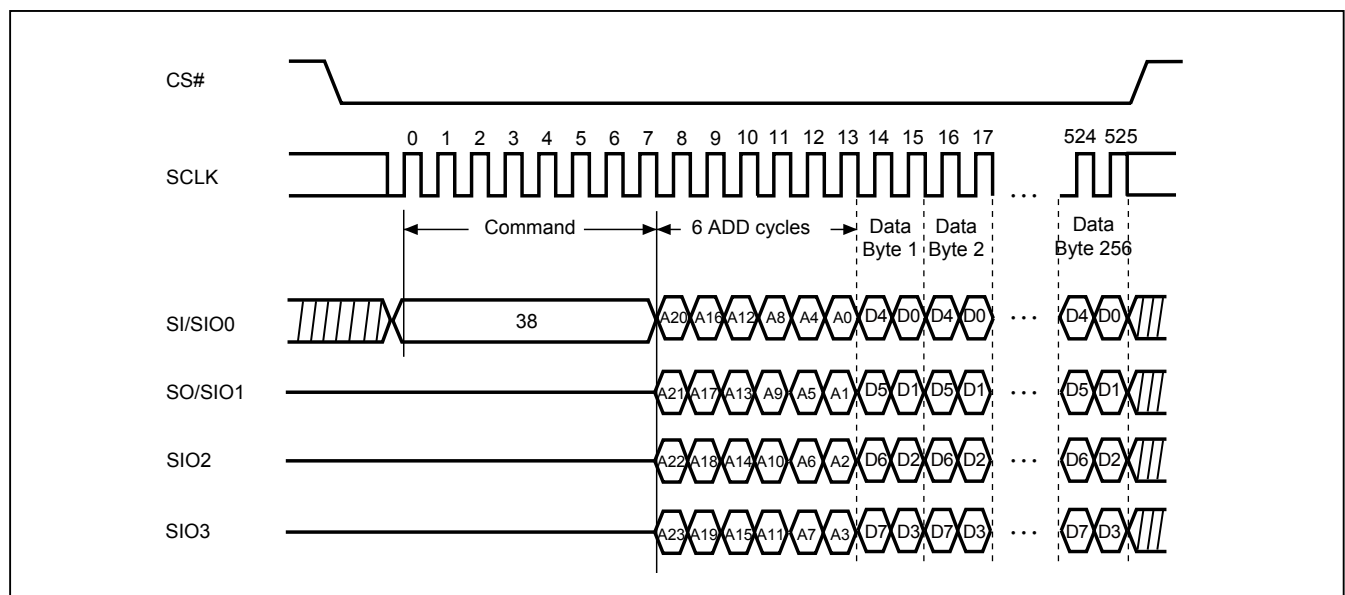 CS#
0 1 2 3 4 5 6 7 8 9 10 11 12 13 14 15 16 17 524 525
SCLK
...
Command 6 ADD cycles Data Data Data
Byte 1 Byte 2 Byte 256
SI/SIO0 38 A20 A16 A12 A8 A4 A0 D4 D0 D4 D0 ... D4 D0
SO/SIO1 A21 A17 A13 A9 A5 A1 D5 D1 D5 D1 ... D5 D1
SIO2 A22 A18 A14 A10 A6 A2 D6 D2 D6 D2 ... D6 D2
SIO3 A23 A19 A15 A11 A7 A3 D7 D3 D7 D3 ... D7 D3